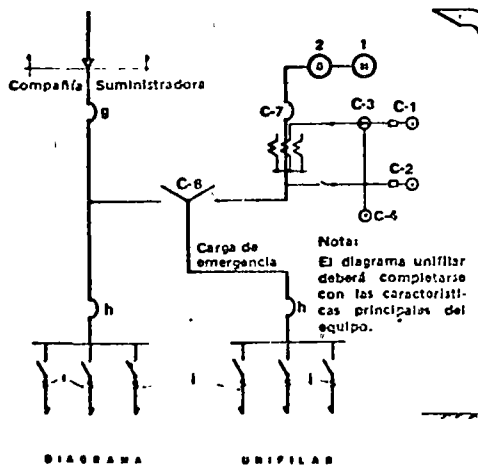 2 1
Compañía Suministradora
g
C-7
C-3 C-1
C-2
C-6
C-4
Carga de
emergencia
Nota:
El diagrama unifilar
deberá completarse
con las característi-
cas principales del
equipo.
h h
i i i
DIAGRAMA UNIFILAR